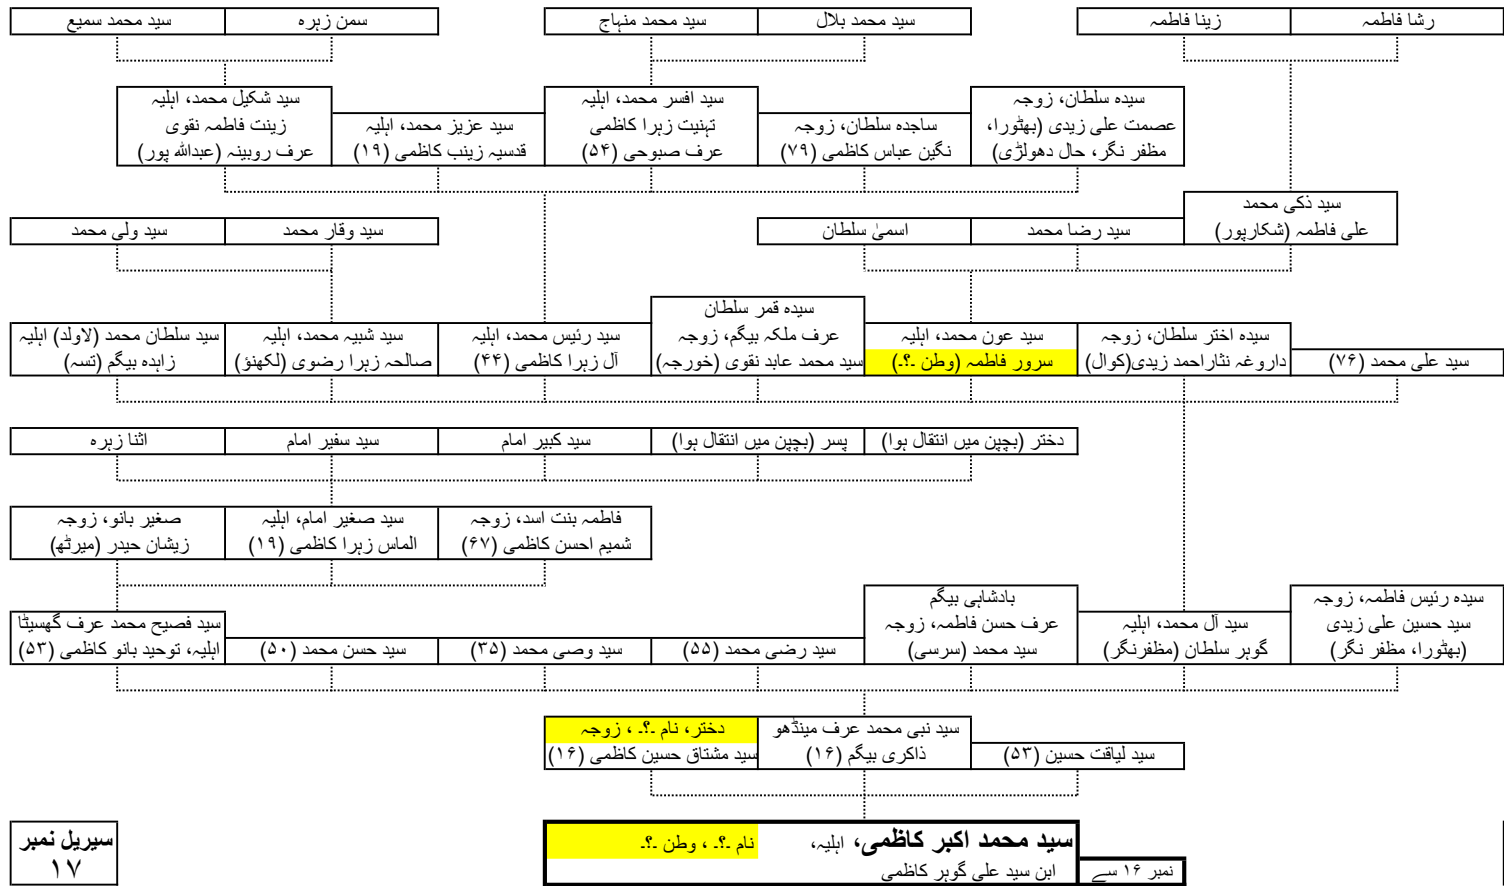 رشا فاطمہ
زینا فاطمہ
سید محمد بلال
سید محمد منہاج
سمن زہرہ
سید محمد سمیع
سیدہ سلطان، زوجہ
عصمت علی زیدی (بھٹورا،
مظفر نگر، حال دھولڑی)
ساجدہ سلطان، زوجہ
نگین عباس کاظمی (۷۹)
سید افسر محمد، اہلیہ
تہنیت زہرا کاظمی
عرف صبوحی (۵۴)
سید عزیز محمد، اہلیہ
قدسیہ زینب کاظمی (۱۹)
سید شکیل محمد، اہلیہ
زینت فاطمہ نقوی
عرف روبینہ (عبداللہ پور)
سید ذکی محمد
علی فاطمہ (شکارپور)
سید رضا محمد
اسمیٰ سلطان
سید وقار محمد
سید ولی محمد
سید علی محمد (۷۶)
سیدہ اختر سلطان، زوجہ
داروغہ نثاراحمد زیدی(کوال)
سید عون محمد، اہلیہ
سرور فاطمہ (وطن ۔؟۔)
سیدہ قمر سلطان
عرف ملکہ بیگم، زوجہ
سید محمد عابد نقوی (خورجہ)
سید رئیس محمد، اہلیہ
آل زہرا کاظمی (۴۴)
سید شبیہ محمد، اہلیہ
صالحہ زہرا رضوی (لکھنؤ)
سید سلطان محمد (لاولد) اہلیہ
زاہدہ بیگم (تسہ)
دختر (بچپن میں انتقال ہوا)
پسر (بچپن میں انتقال ہوا)
سید کبیر امام
سید سفیر امام
اثنا زہرہ
فاطمہ بنت اسد، زوجہ
شمیم احسن کاظمی (۶۷)
سید صغیر امام، اہلیہ
الماس زہرا کاظمی (۱۹)
صغیر بانو، زوجہ
زیشان حیدر (میرٹھ)
سیدہ رئیس فاطمہ، زوجہ
سید حسین علی زیدی
(بھٹورا، مظفر نگر)
سید آل محمد، اہلیہ
گوہر سلطان (مظفرنگر)
بادشاہی بیگم
عرف حسن فاطمہ، زوجہ
سید محمد (سرسی)
سید رضی محمد (۵۵)
سید وصی محمد (۳۵)
سید حسن محمد (۵۰)
سید فصیح محمد عرف گھسیٹا
اہلیہ، توحید بانو کاظمی (۵۳)
سید لیاقت حسین (۵۳)
سید نبی محمد عرف مینڈھو
ذاکری بیگم (۱۶)
دختر، نام ۔؟۔ ، زوجہ
سید مشتاق حسین کاظمی (۱۶)
نمبر ۱۶ سے
سید محمد اکبر کاظمی، اہلیہ، نام ۔؟۔ ، وطن ۔؟۔
ابن سید علی گوہر کاظمی
سیریل نمبر
۱۷